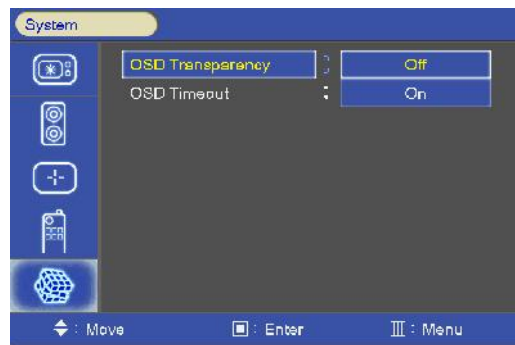 System
OSD Transparency : Off
OSD Timeout : On
: Move : Enter : Menu